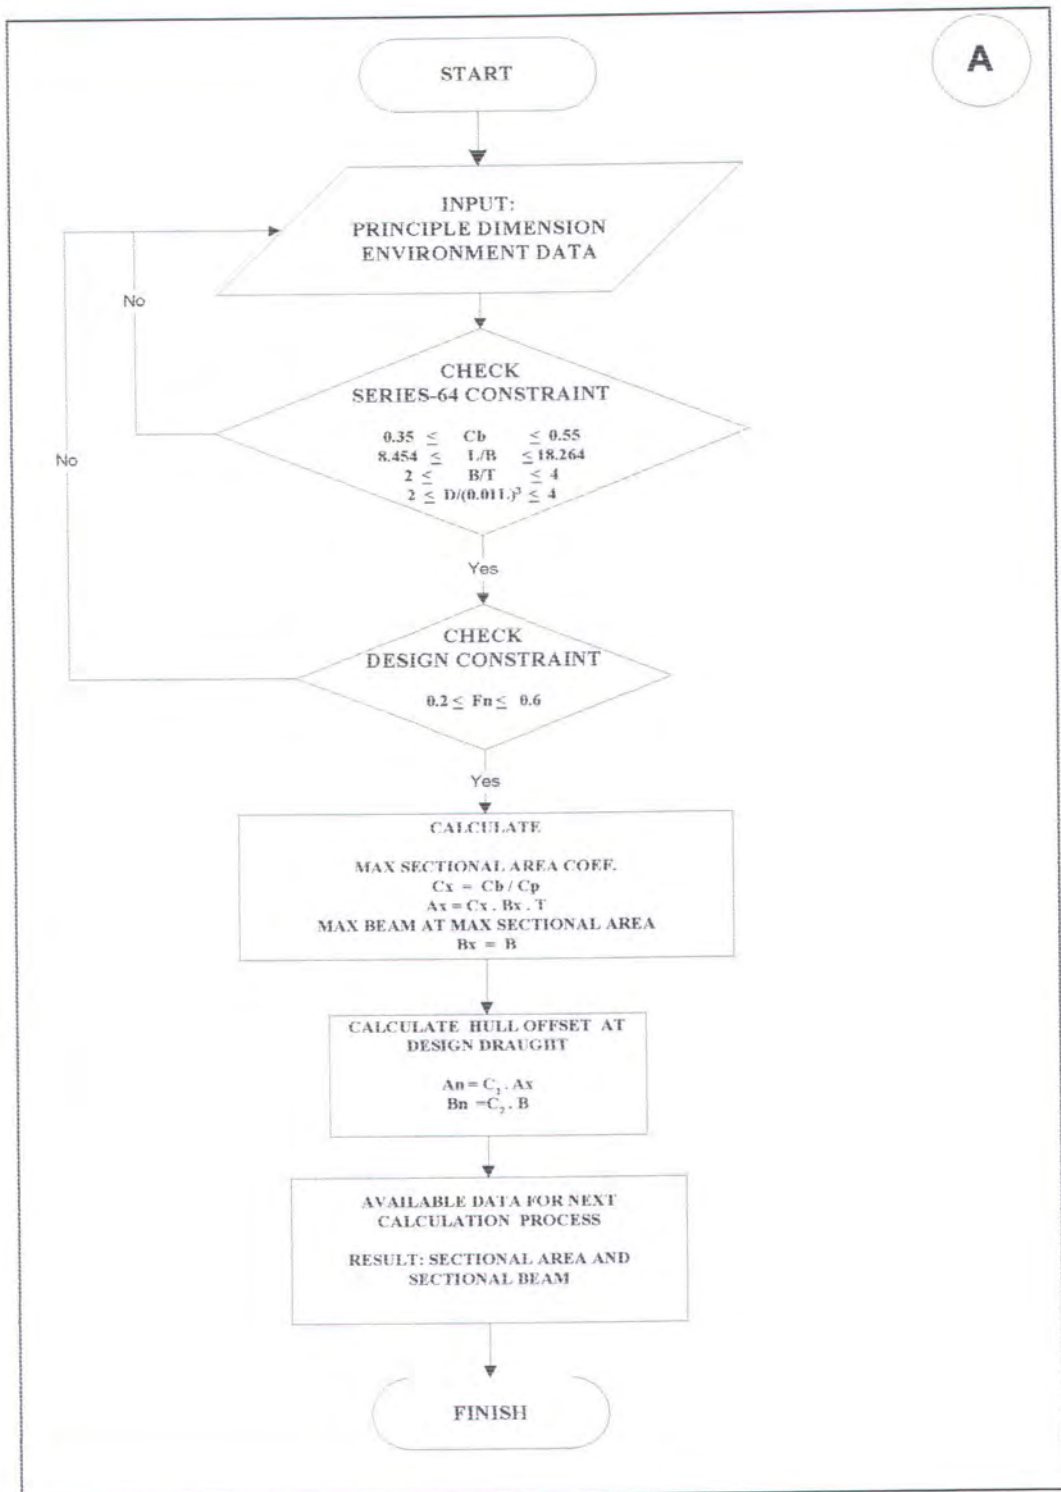 A
START
INPUT:
PRINCIPLE DIMENSION
ENVIRONMENT DATA
No
CHECK
SERIES-64 CONSTRAINT
0.35 ≤ Cb ≤ 0.55
8.454 ≤ L/B ≤ 18.264
2 ≤ B/T ≤ 4
2 ≤ D/(0.01L)³ ≤ 4
No
Yes
CHECK
DESIGN CONSTRAINT
0.2 ≤ Fn ≤ 0.6
Yes
CALCULATE
MAX SECTIONAL AREA COEF.
Cx = Cb / Cp
Ax = Cx . Bx . T
MAX BEAM AT MAX SECTIONAL AREA
Bx = B
CALCULATE HULL OFFSET AT
DESIGN DRAUGHT
An = C₁ . Ax
Bn = C₂ . B
AVAILABLE DATA FOR NEXT
CALCULATION PROCESS
RESULT: SECTIONAL AREA AND
SECTIONAL BEAM
FINISH